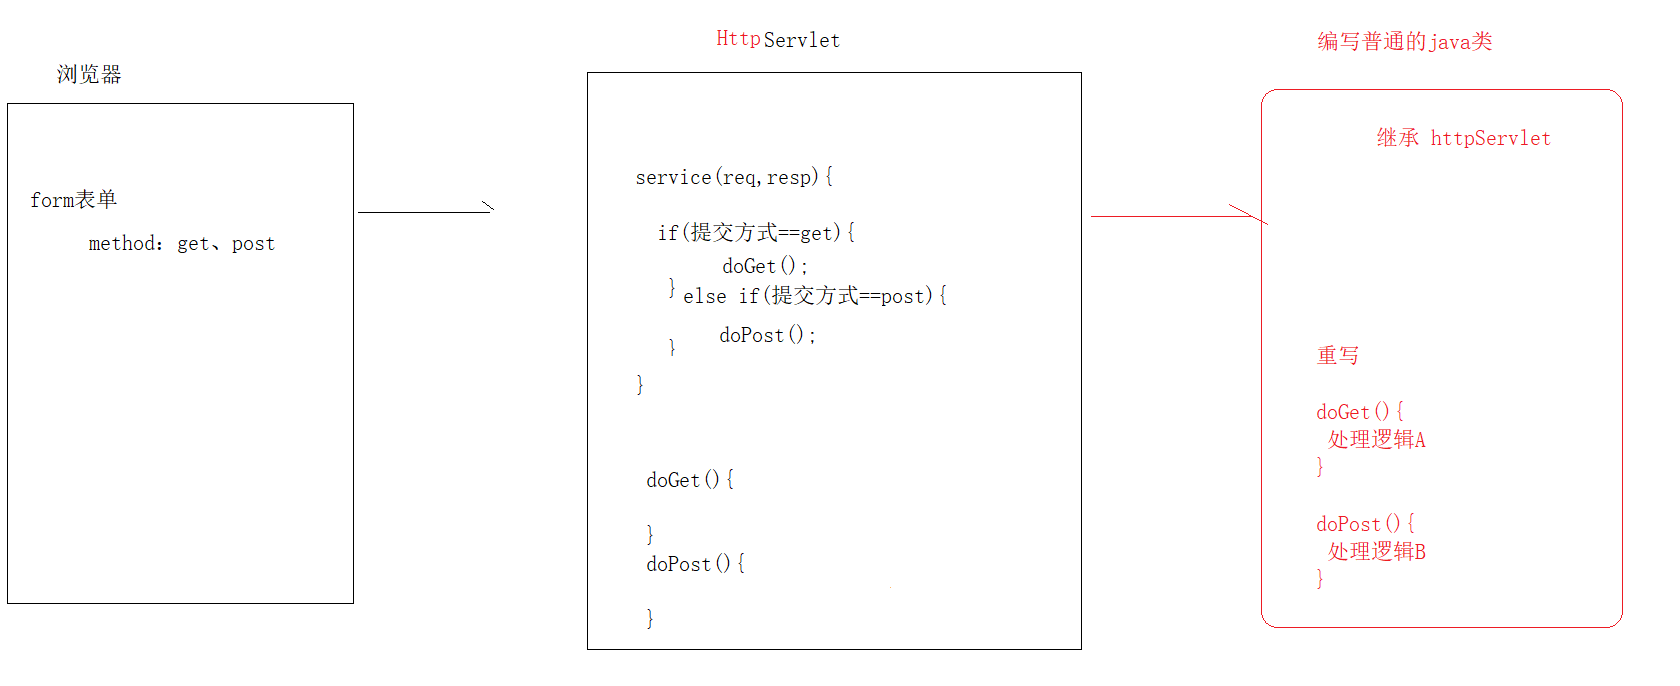 浏览器
form表单
method：get、post
HttpServlet
service(req,resp){
if(提交方式==get){
doGet();
}else if(提交方式==post){
doPost();
}
}
doGet(){
}
doPost(){
}
编写普通的java类
继承 httpServlet
重写
doGet(){
处理逻辑A
}
doPost(){
处理逻辑B
}